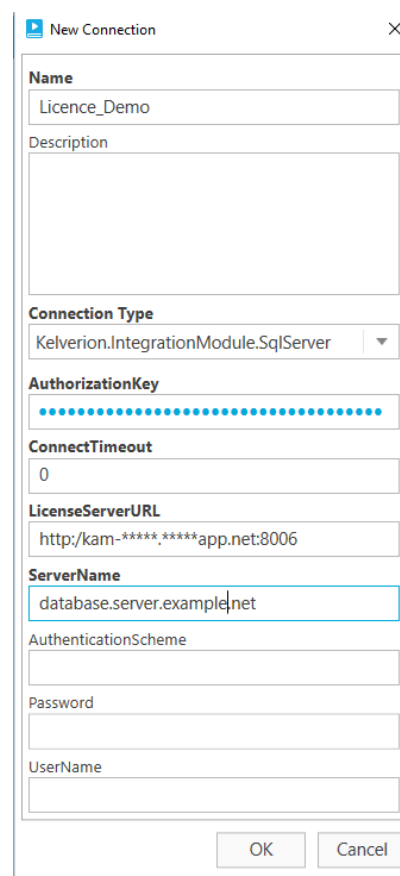 New Connection
Name
Licence_Demo
Description
Connection Type
Kelverion.IntegrationModule.SqlServer
AuthorizationKey
••••••••••••••••••••••••••••••••••••
ConnectTimeout
0
LicenseServerURL
http:/kam-*****.*****app.net:8006
ServerName
database.server.example.net
AuthenticationScheme
Password
UserName
OK Cancel